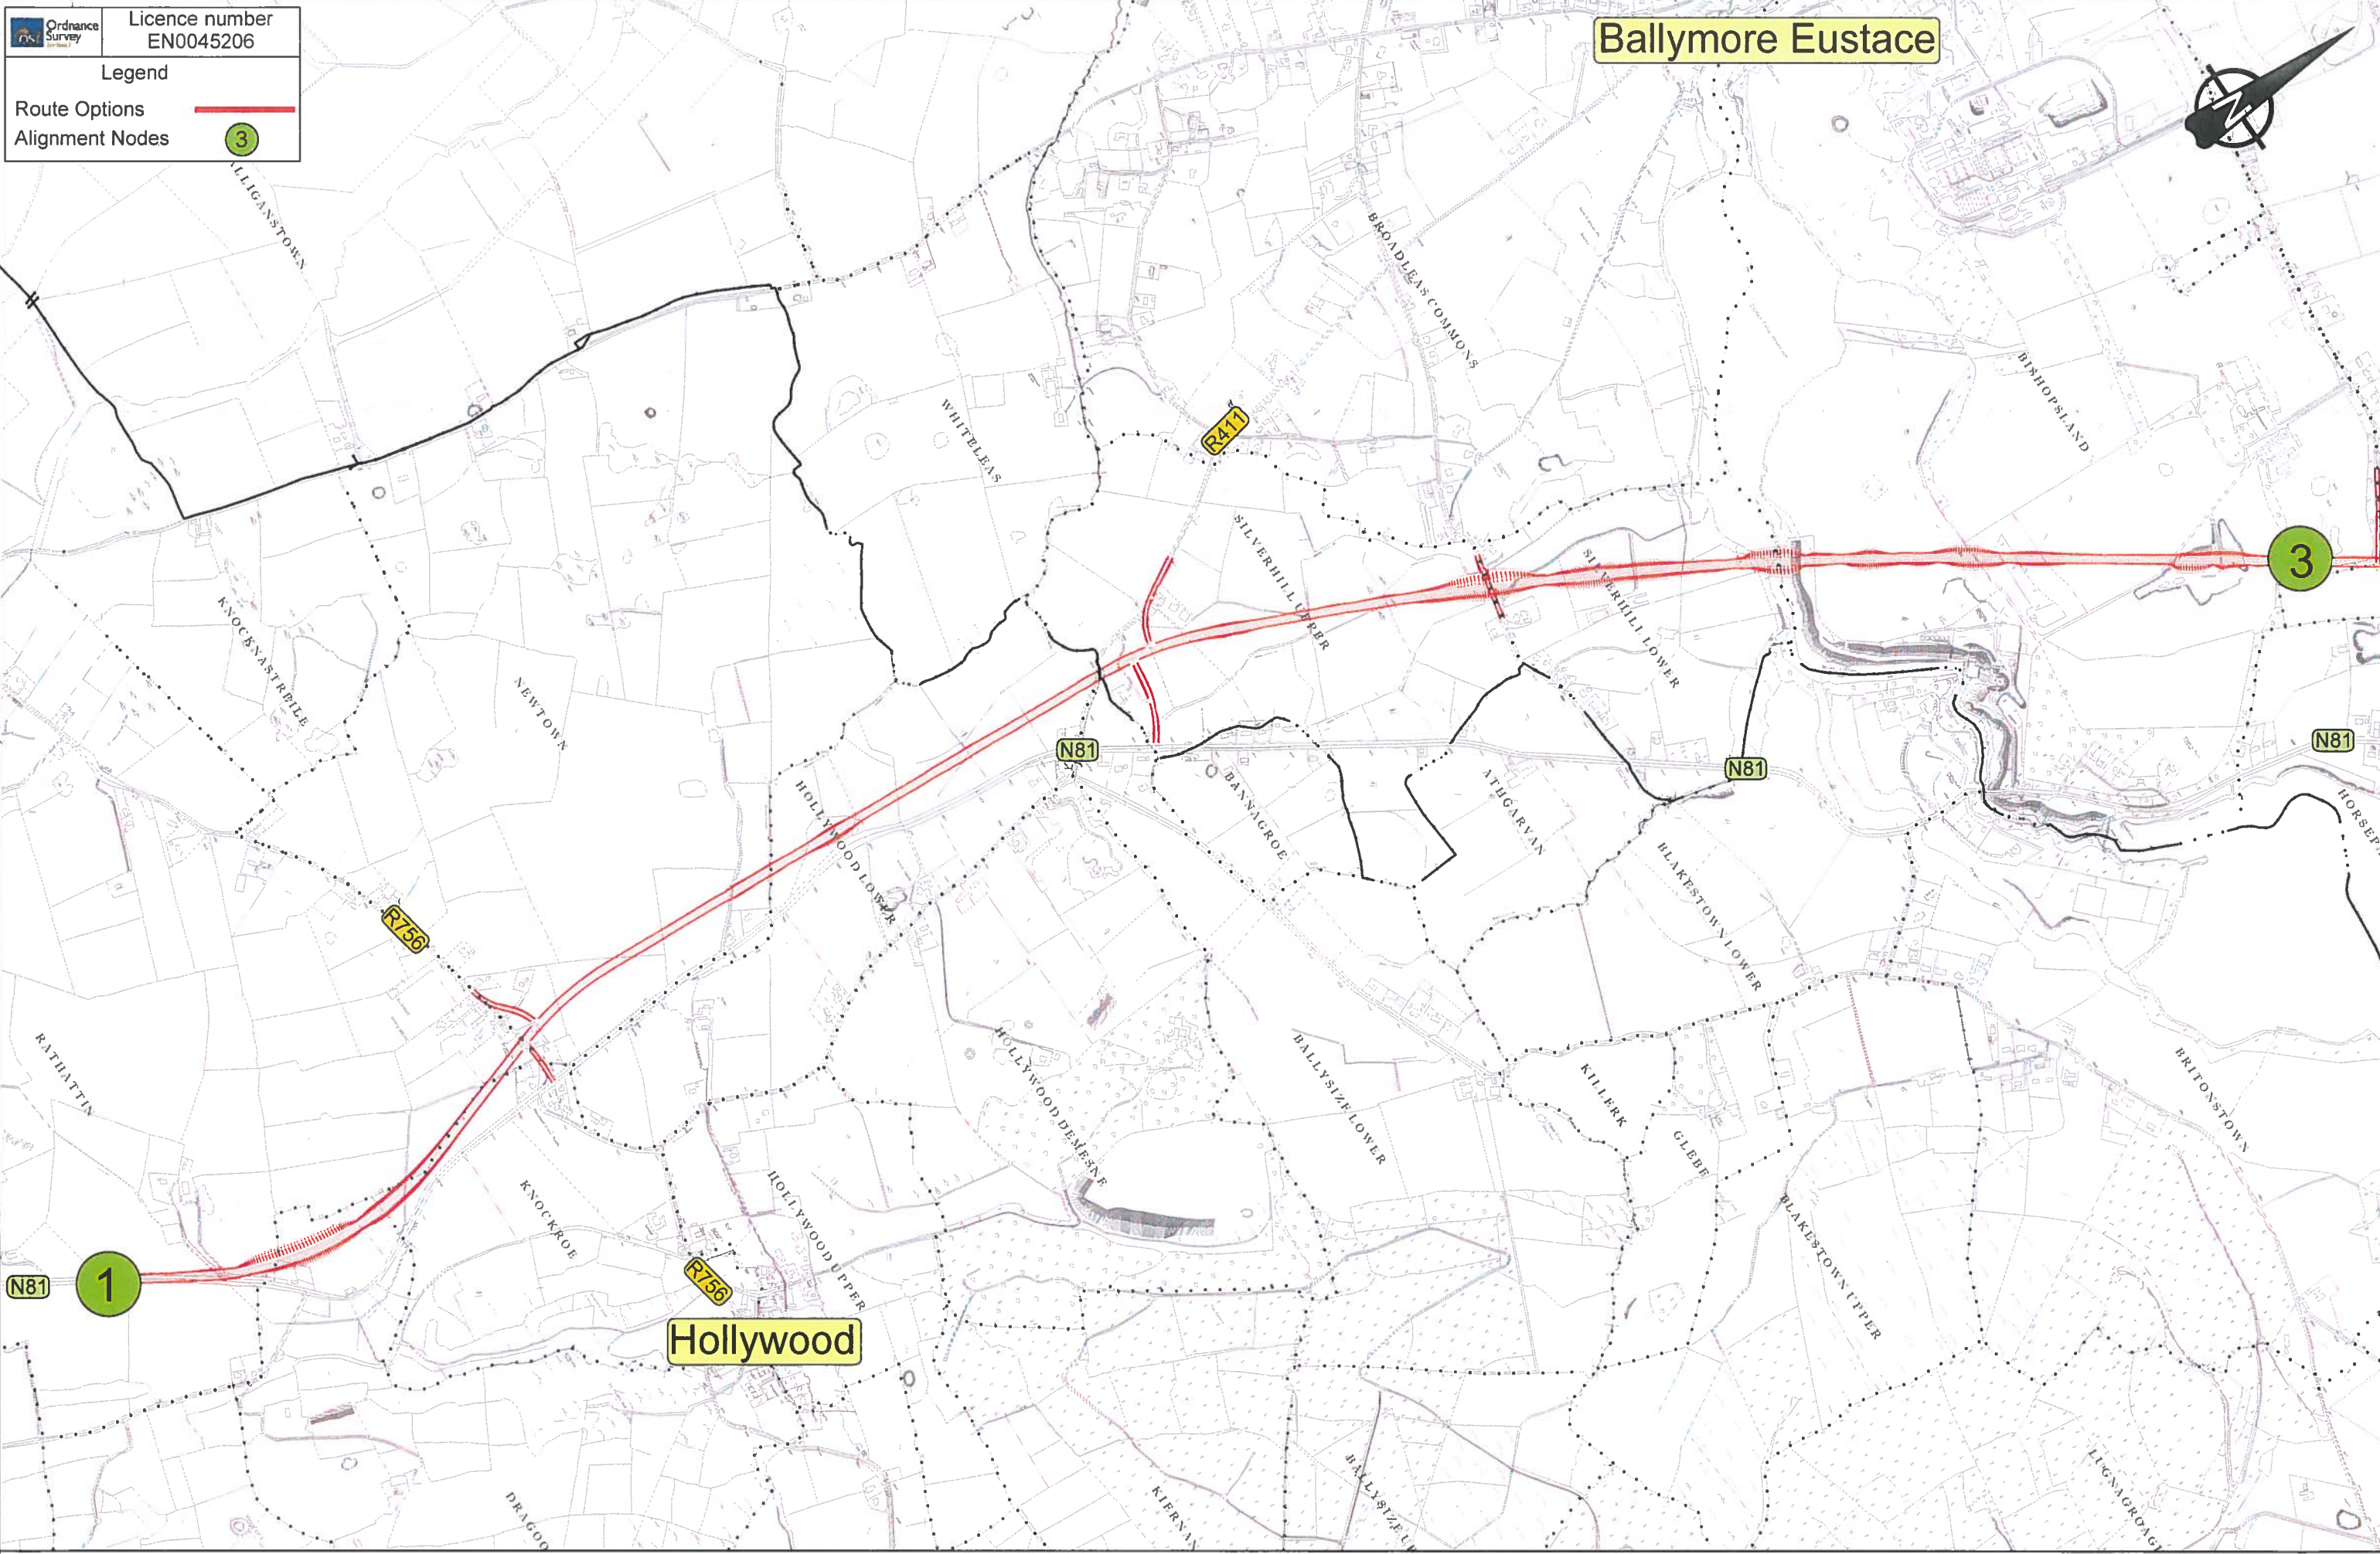 Ordnance
Survey
Licence number
EN0045206
Legend
Route Options
Alignment Nodes
3
Ballymore Eustace
N
LLIGANSTOWN
BROADLEAS COMMONS
BISHOPSLAND
WHITELEAS
R411
SILVERHILL UPPER
SILVERHILL LOWER
3
KNOCKNASTREILE
NEWTOWN
N81
N81
N81
HOLLYWOOD LOWER
BANNAGROE
ATHGARVAN
HORSEP
BLAKESTOWN LOWER
R756
RATHATTIN
HOLLYWOOD DEMESNE
BALLYSIZE LOWER
KILLERK
GLEBE
BRITONSTOWN
KNOCKROE
HOLLYWOOD UPPER
BLAKESTOWN UPPER
N81
1
R756
Hollywood
DRAGOO
KIERNAN
BALLYSIZE U
LUGNAGROAGH